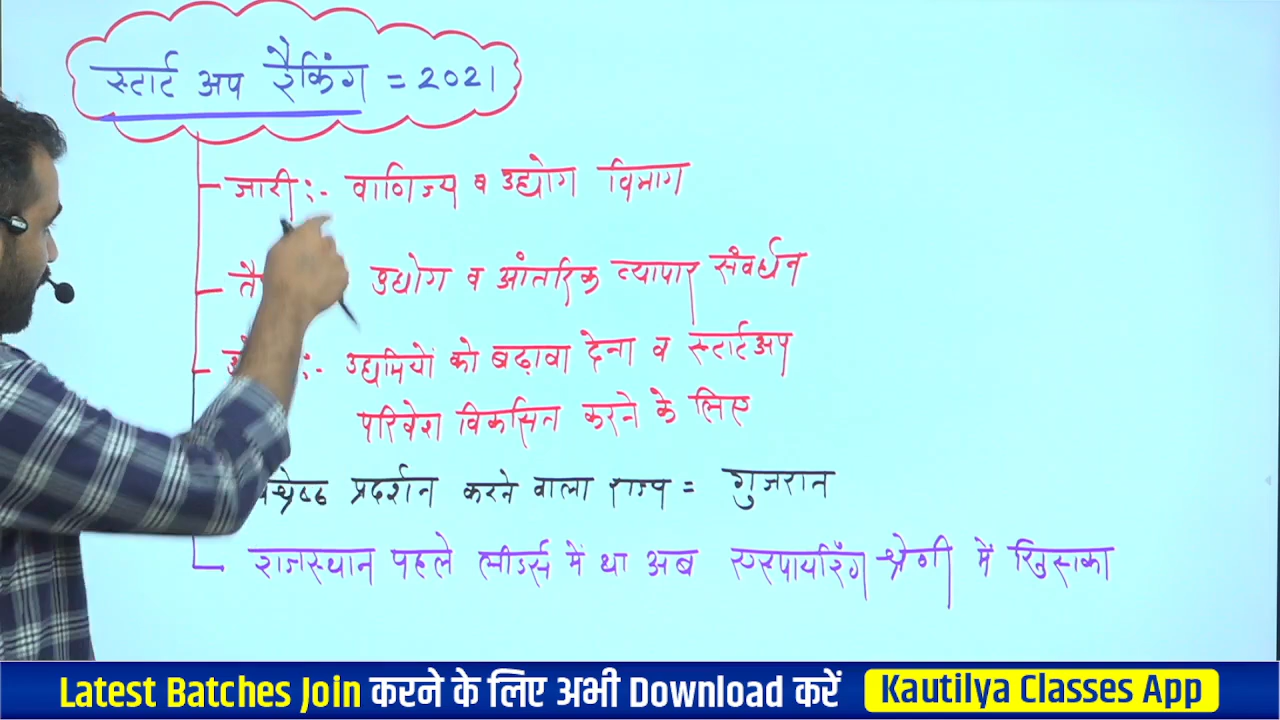 स्टार्ट अप रैकिंग = 2021
जारी :- वाणिज्य व उद्योग विभाग
उद्योग व आंतरिक व्यापार संवर्धन
:- उद्यमियों को बढ़ावा देना व स्टार्टअप
परिवेश विकसित करने के लिए
प्रदर्शन करने वाला राज्य = गुजरात
राजस्थान पहले लीडर्स में था अब एस्पायरिंग श्रेणी में खिसका
Latest Batches Join करने के लिए अभी Download करें Kautilya Classes App